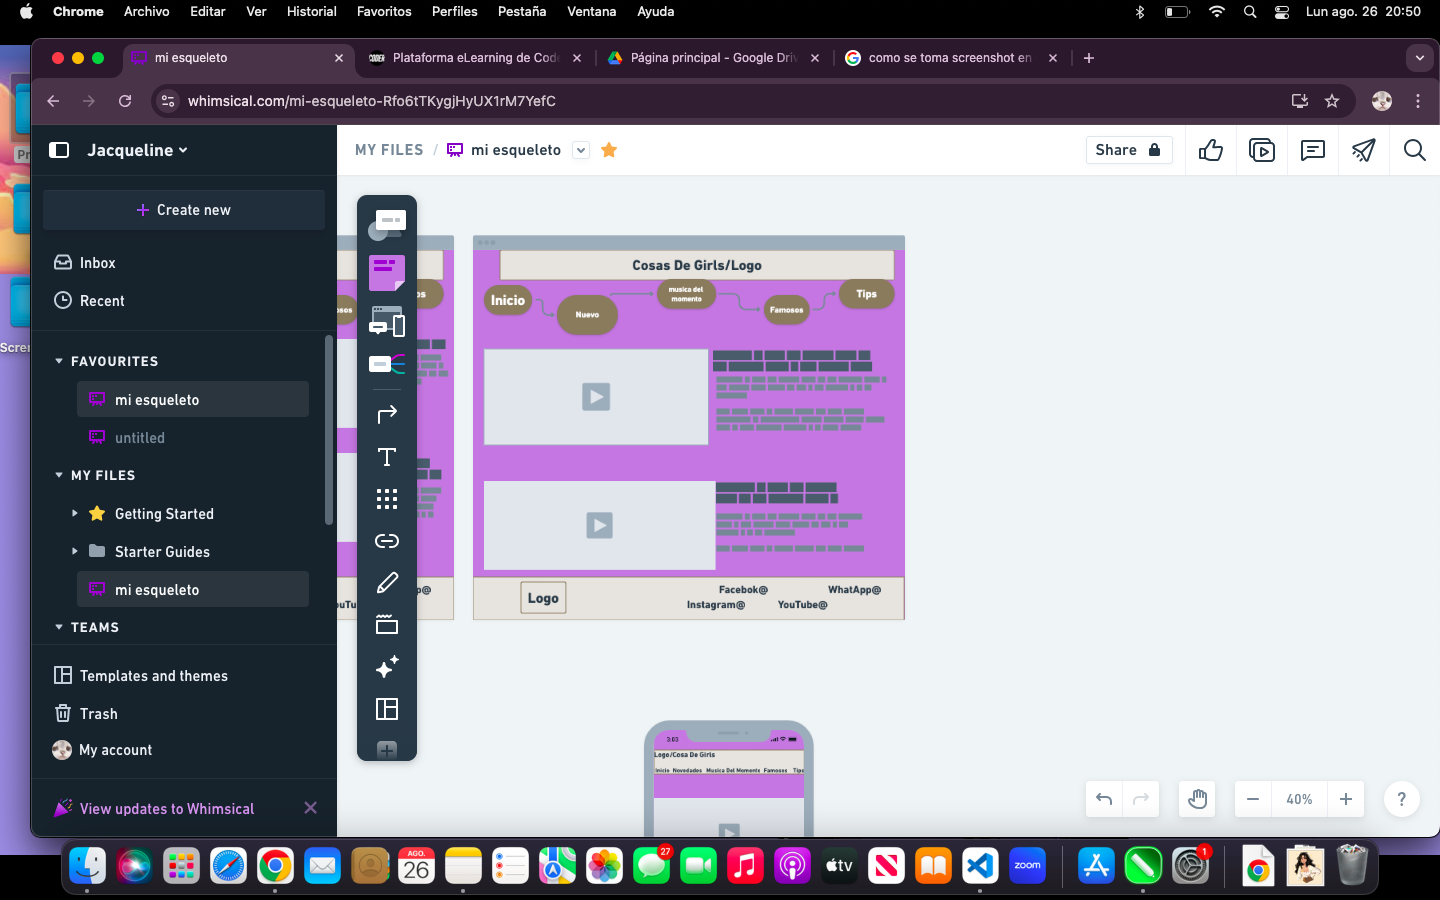 Chrome Archivo Editar Ver Historial Favoritos Perfiles Pestaña Ventana Ayuda Lun ago. 26 20:50
mi esqueleto
Plataforma eLearning de Code
Página principal - Google Driv
como se toma screenshot en
whimsical.com/mi-esqueleto-Rfo6tTKygjHyUX1rM7YefC
Jacqueline
MY FILES / mi esqueleto
Share
Create new
Inbox
Recent
FAVOURITES
mi esqueleto
untitled
MY FILES
Getting Started
Starter Guides
mi esqueleto
TEAMS
Templates and themes
Trash
My account
View updates to Whimsical
Cosas De Girls/Logo
Inicio
Nuevo
musica del
momento
Famosos
Tips
Logo
Facebok@
WhatApp@
Instagram@
YouTube@
3:03
Logo/Cosa De Girls
Inicio Novedades Musica Del Momento Famosos Tips
40%
?
AGO.
26
27
tv
zoom
1